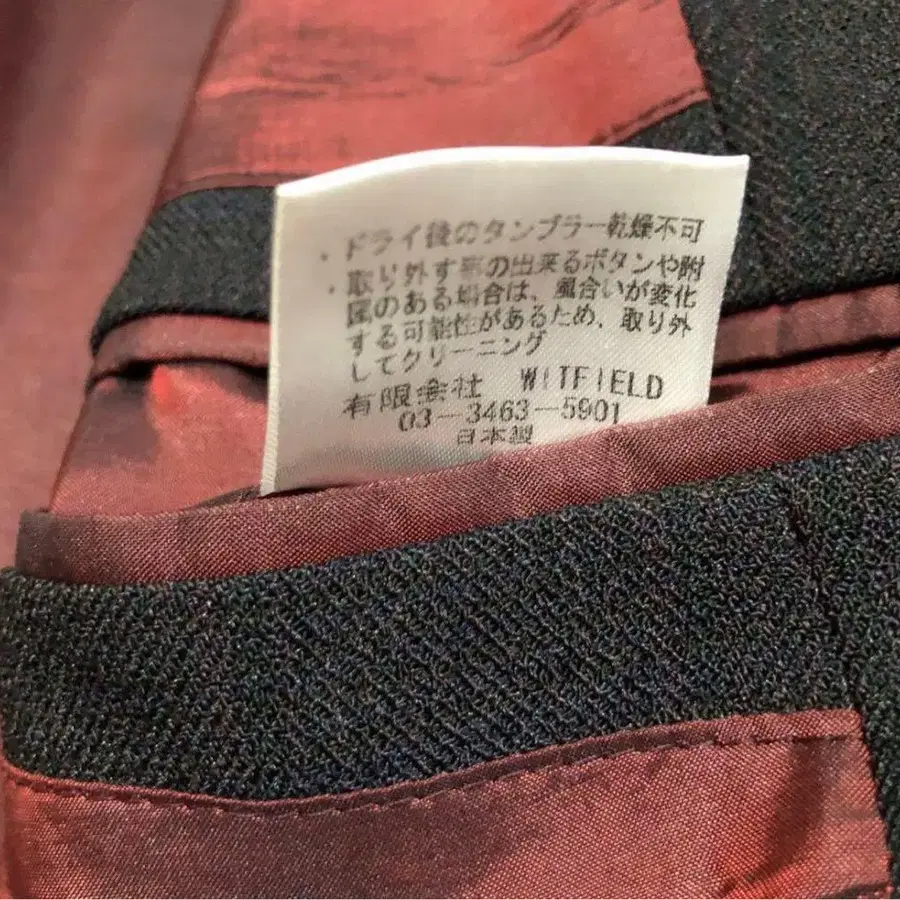 ・ドライ後のタンブラー乾燥不可
・取り外す事の出来るボタンや附
属のある場合は、風合いが変化
する可能性があるため、取り外
してクリーニング
有限会社 WITFIELD
03-3463-5901
日本製